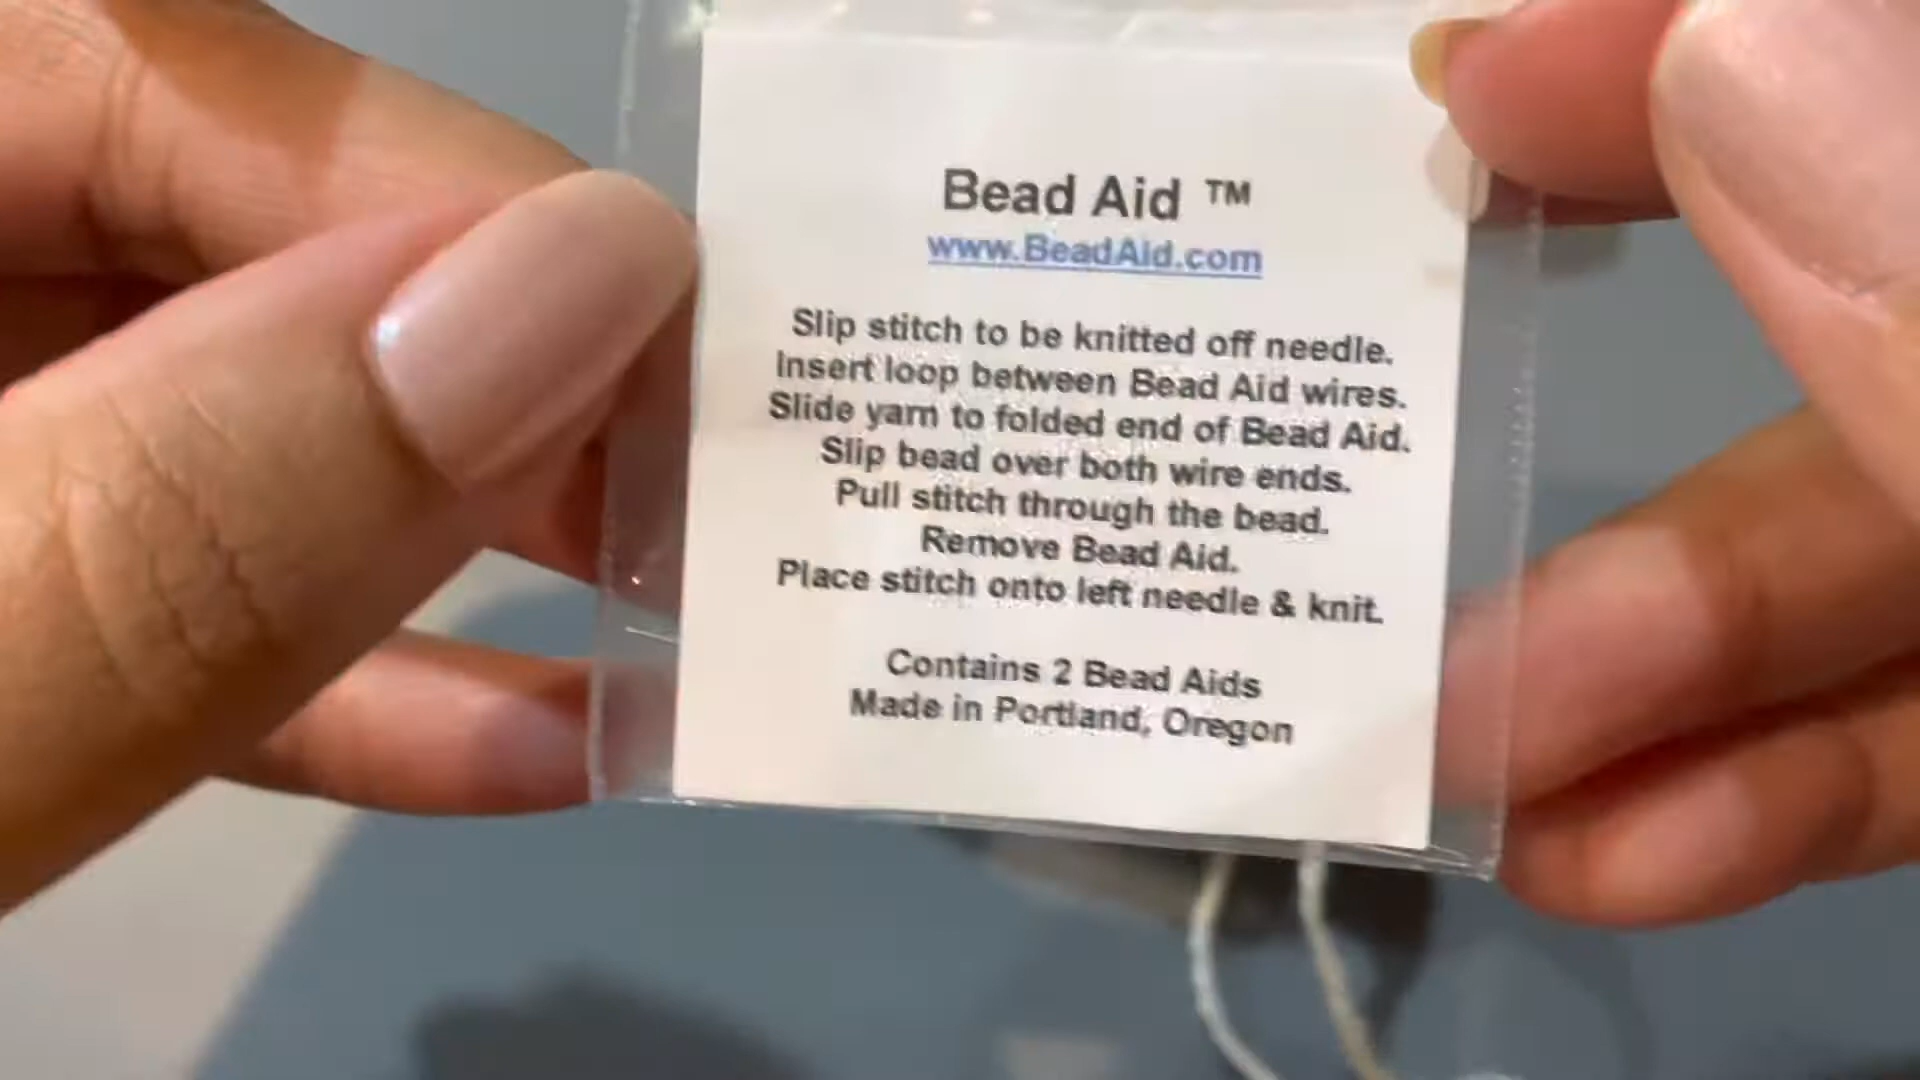 Bead Aid ™
www.BeadAid.com
Slip stitch to be knitted off needle.
Insert loop between Bead Aid wires.
Slide yarn to folded end of Bead Aid.
Slip bead over both wire ends.
Pull stitch through the bead.
Remove Bead Aid.
Place stitch onto left needle & knit.
Contains 2 Bead Aids
Made in Portland, Oregon